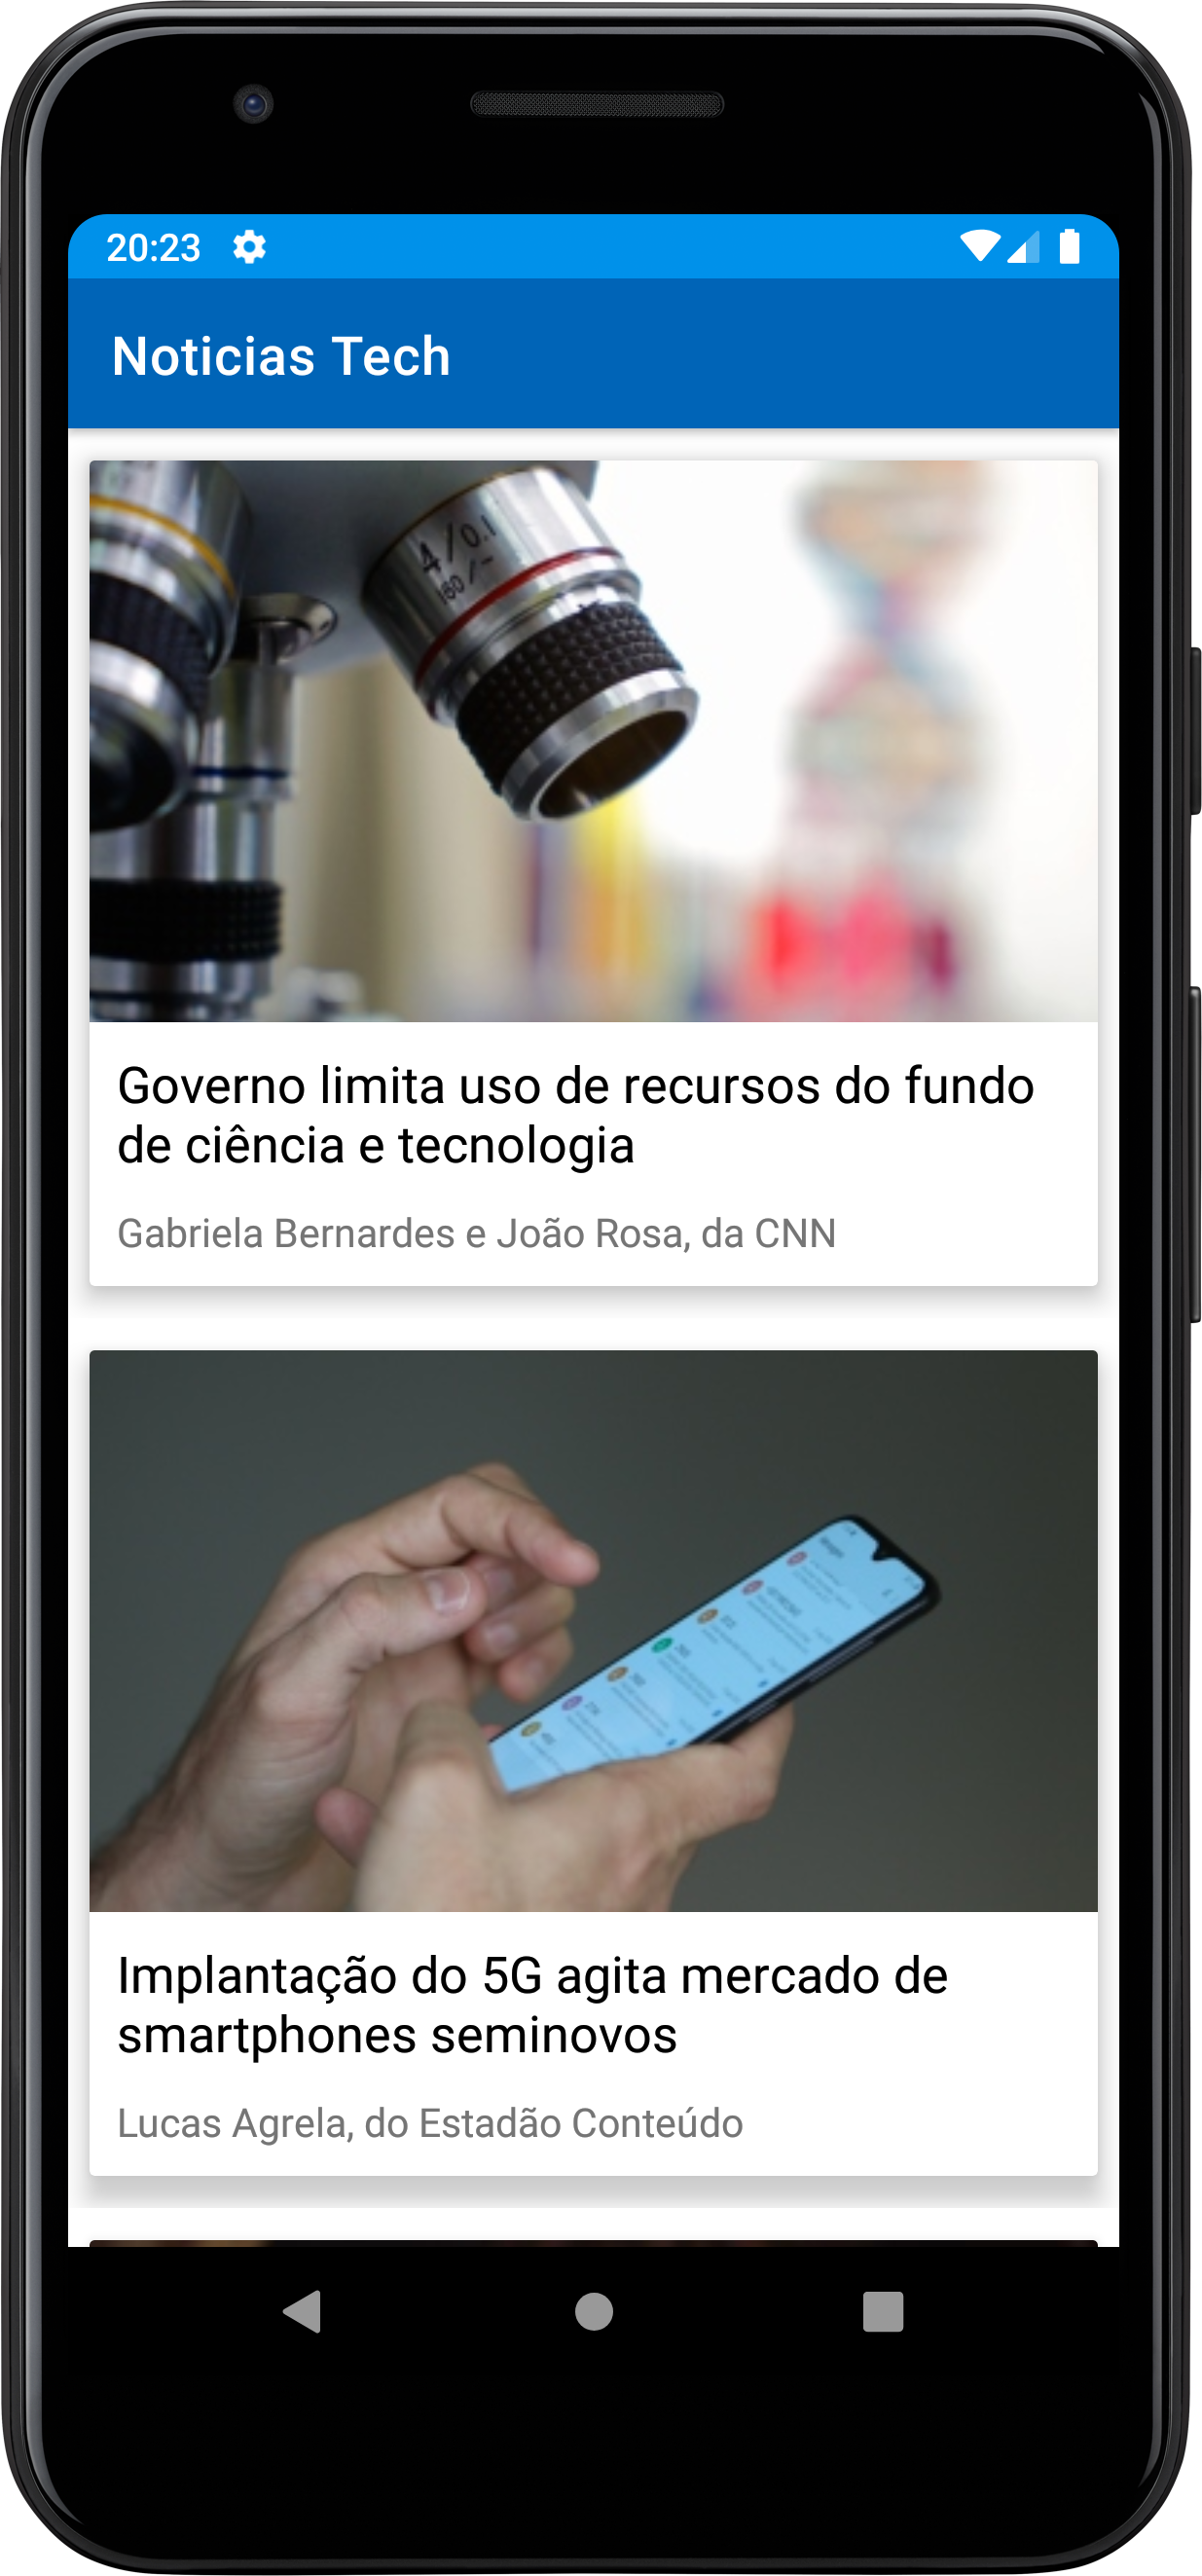 20:23
Noticias Tech
4/0.1
160/-
Governo limita uso de recursos do fundo
de ciência e tecnologia
Gabriela Bernardes e João Rosa, da CNN
Implantação do 5G agita mercado de
smartphones seminovos
Lucas Agrela, do Estadão Conteúdo